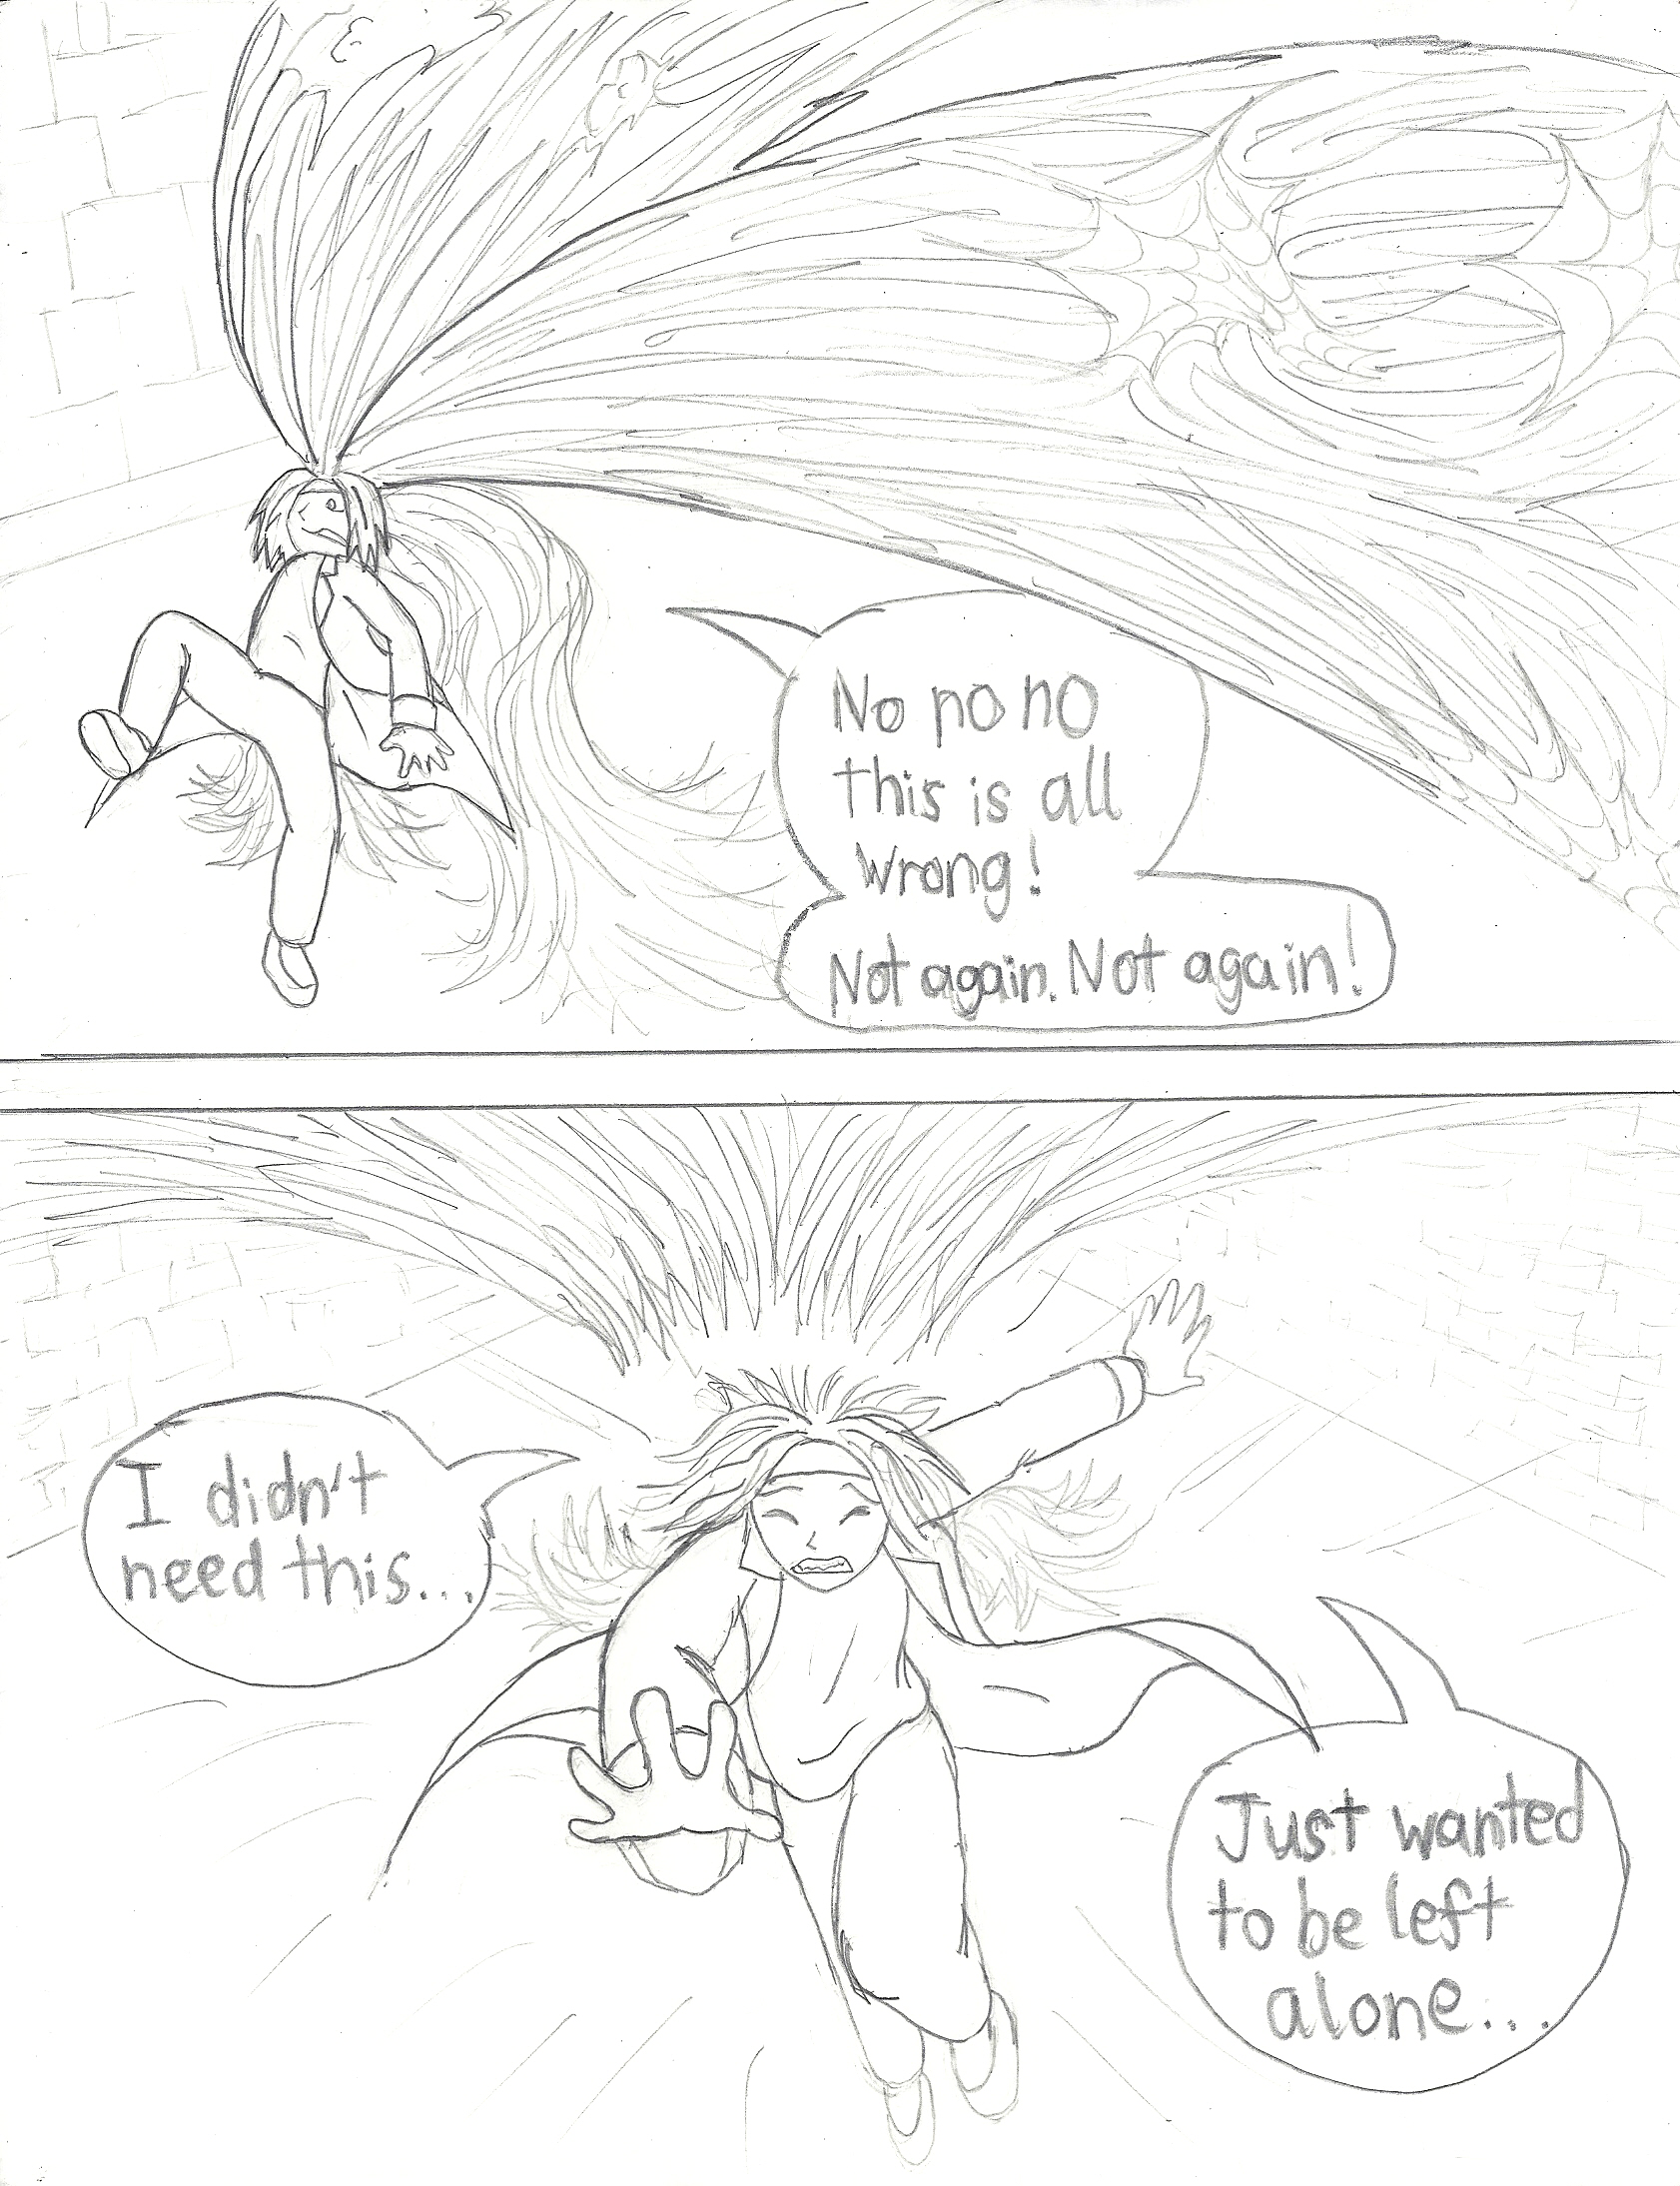 No no no
this is all
wrong!
Not again. Not again!
I didn't
need this...
Just wanted
to be left
alone...